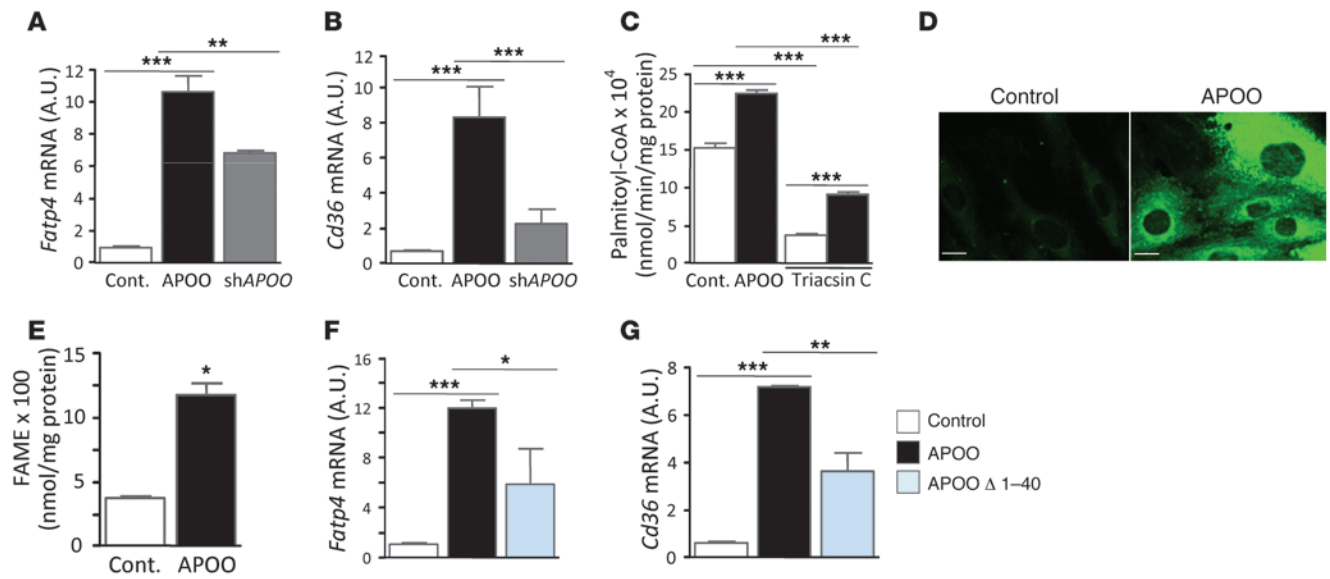 A
Fatp4 mRNA (A.U.)
12
10
8
6
4
2
0
***
**
Cont. APOO shAPOO
B
Cd36 mRNA (A.U.)
12
10
8
6
4
2
0
***
***
Cont. APOO shAPOO
C
Palmitoyl-CoA x 10⁴
(nmol/min/mg protein)
25
20
15
10
5
0
***
***
***
***
Cont. APOO
Triacsin C
D
Control
APOO
E
FAME x 100
(nmol/mg protein)
15
10
5
0
*
Cont. APOO
F
Fatp4 mRNA (A.U.)
16
12
8
4
0
***
*
G
Cd36 mRNA (A.U.)
8
6
4
2
0
***
**
Control
APOO
APOO Δ 1–40